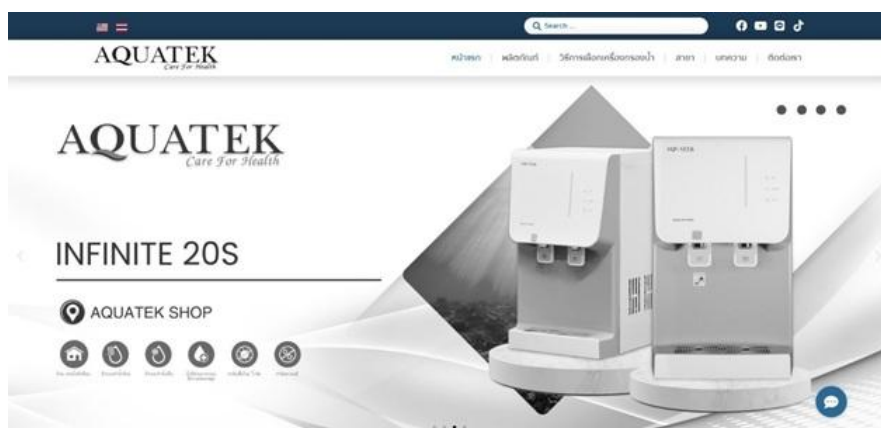 Search ...
AQUATEK
Care For Health
หน้าแรก | ผลิตภัณฑ์ | วิธีการเลือกเครื่องกรองน้ำ | สาขา | บทความ | ติดต่อเรา
AQUATEK
Care For Health
INFINITE 20S
AQUATEK SHOP